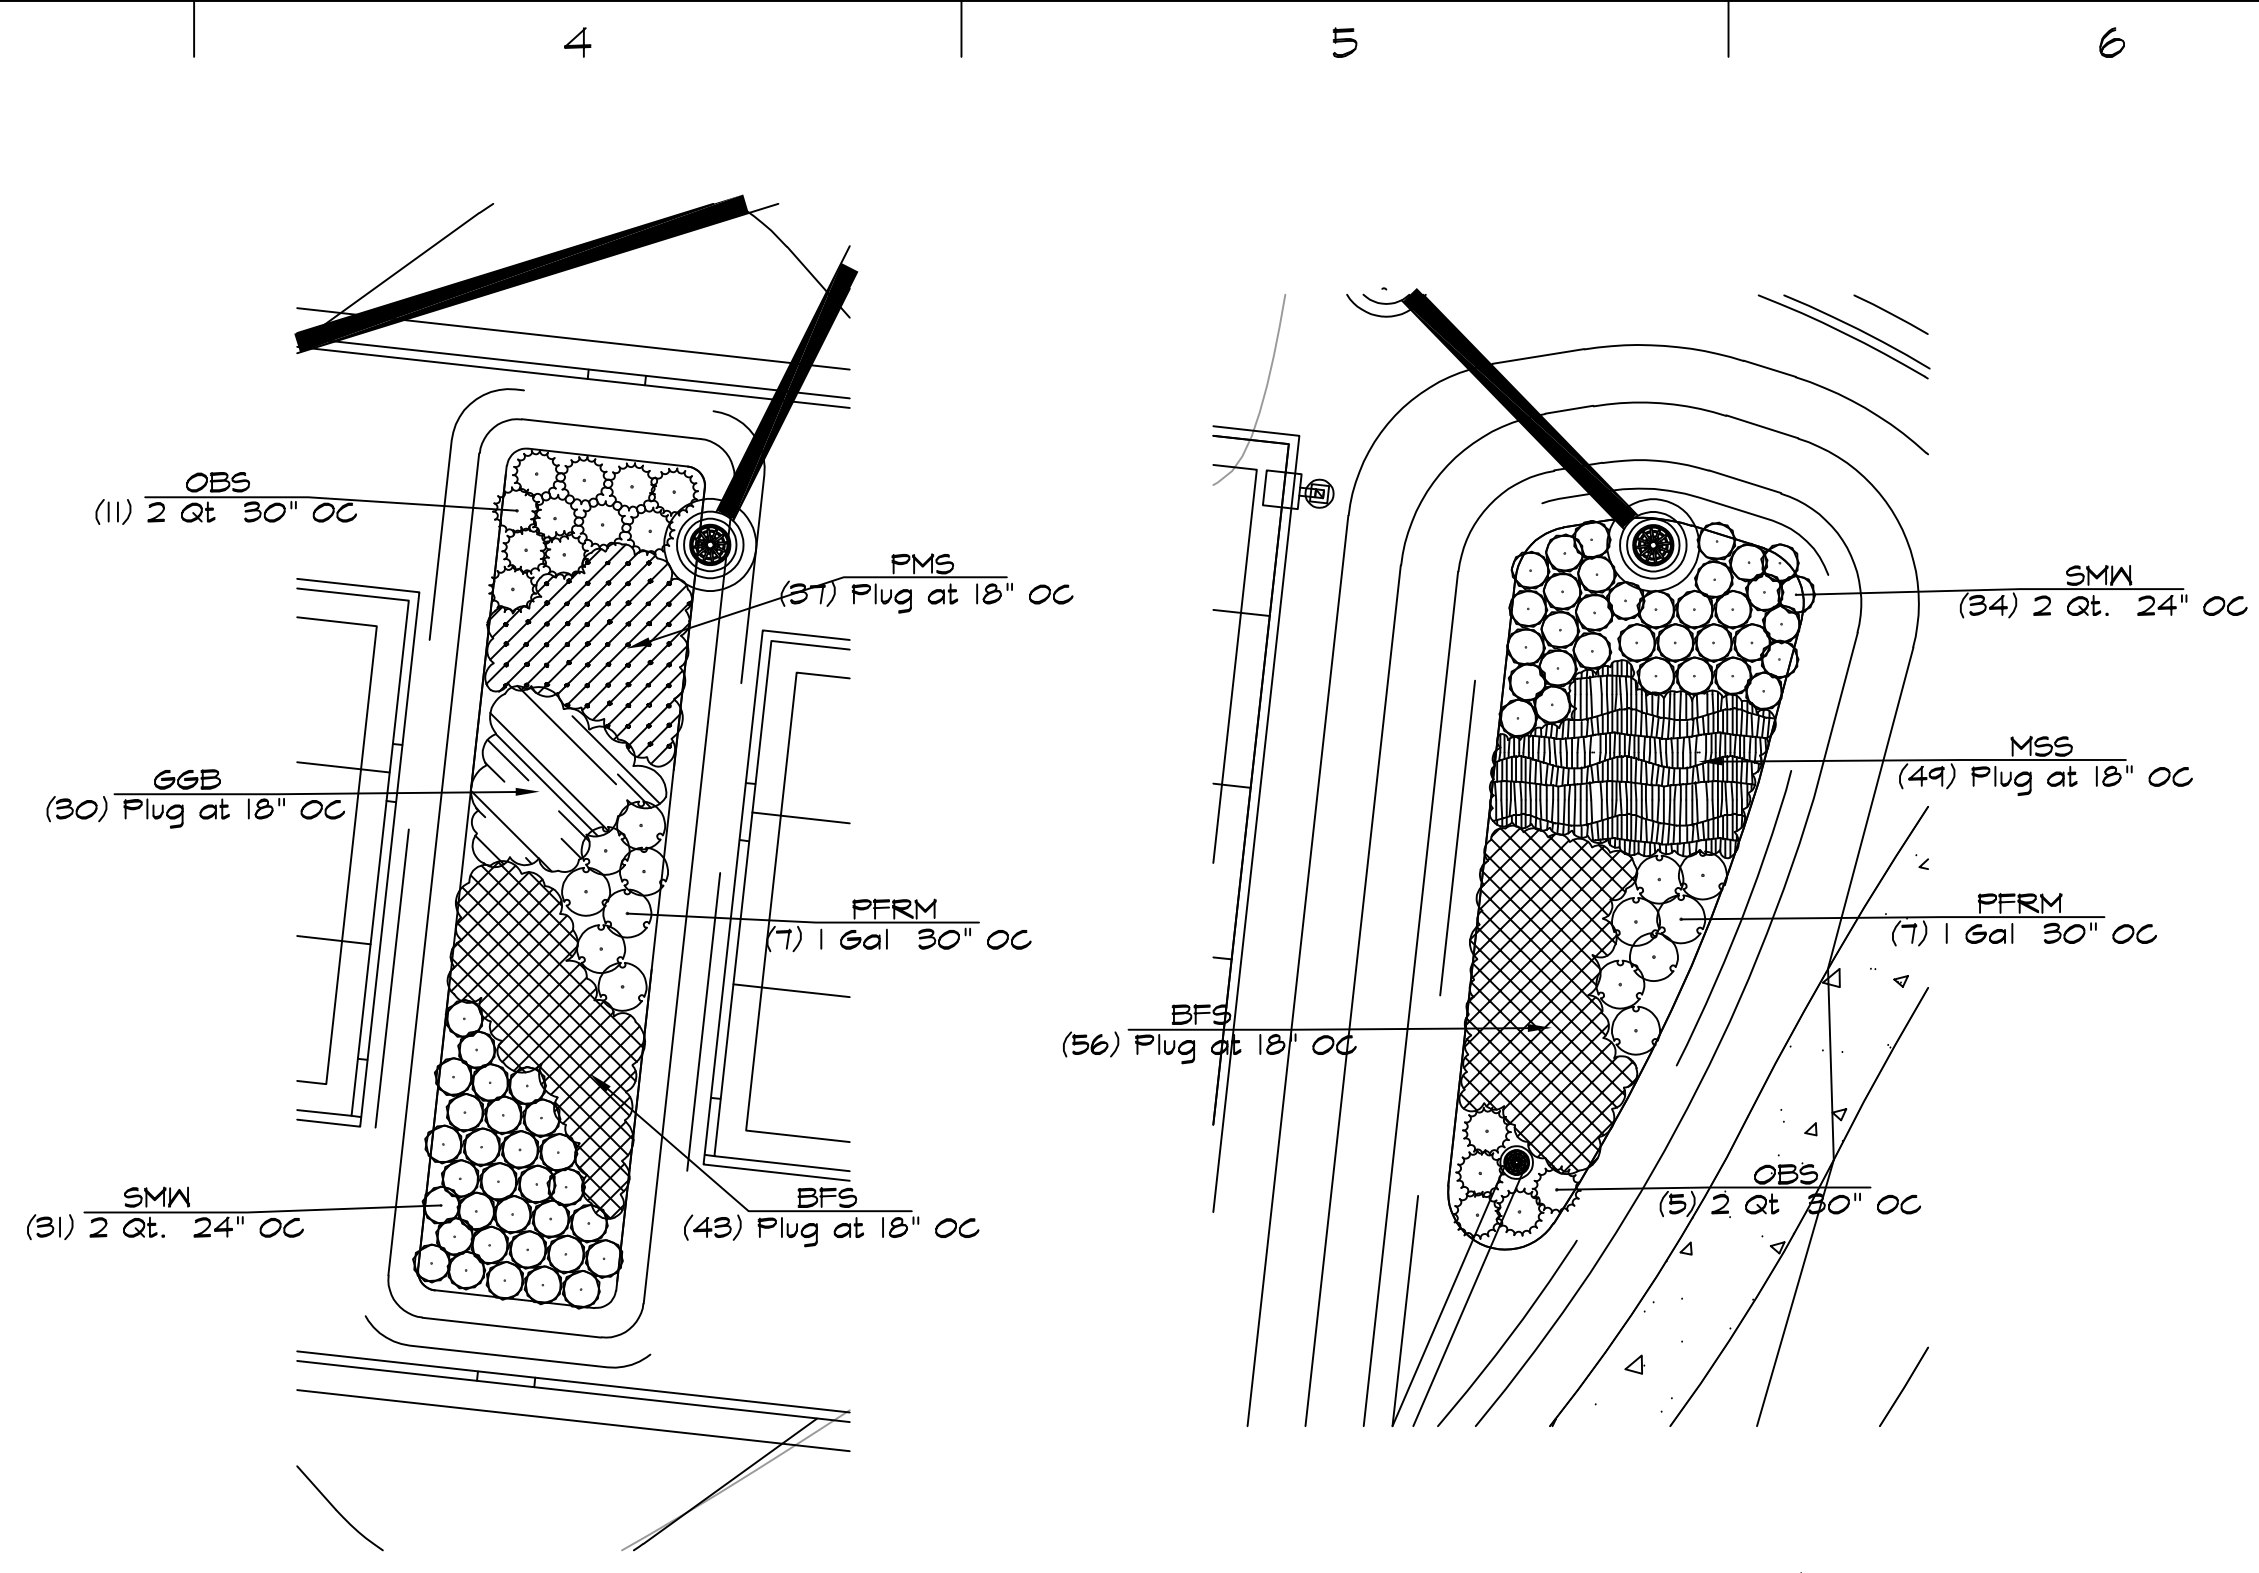 4 5 6
OBS
(11) 2 Qt 30" OC
PMS
(37) Plug at 18" OC
GGB
(30) Plug at 18" OC
PFRM
(7) 1 Gal 30" OC
SMW
(31) 2 Qt. 24" OC
BFS
(43) Plug at 18" OC
SMW
(34) 2 Qt. 24" OC
MSS
(49) Plug at 18" OC
PFRM
(7) 1 Gal 30" OC
BFS
(56) Plug at 18" OC
OBS
(5) 2 Qt 30" OC